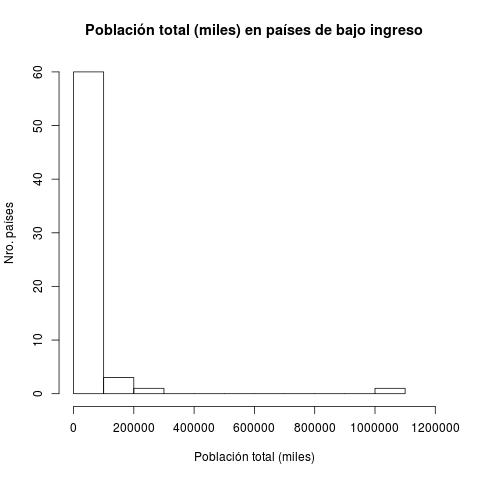 Población total (miles) en países de bajo ingreso
60
50
40
30
20
10
0
Nro. países
0 200000 400000 600000 800000 1000000 1200000
Población total (miles)